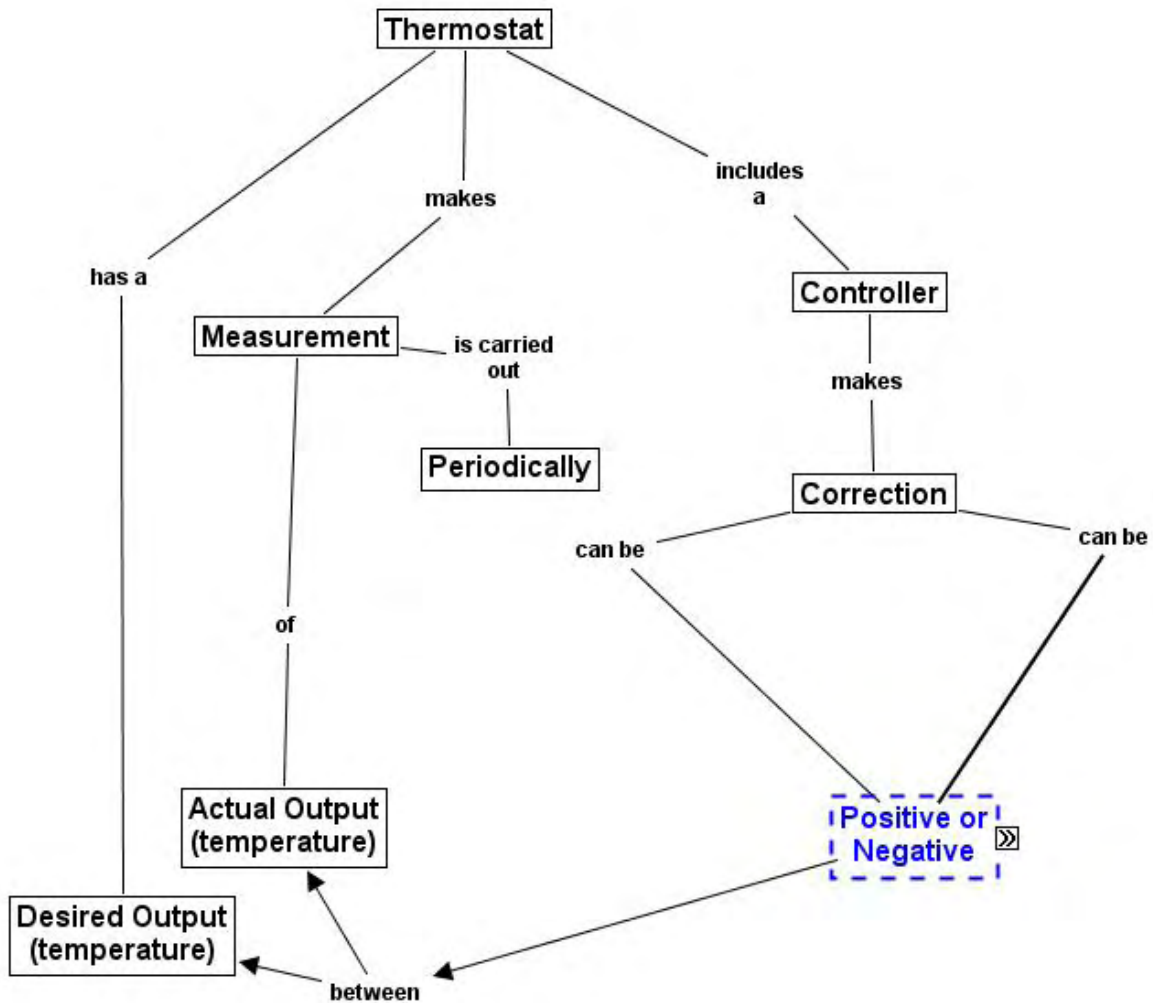 Thermostat
includes
a
makes
has a
Controller
Measurement
is carried
out
makes
Periodically
Correction
can be
can be
of
Actual Output
(temperature)
Positive or
Negative
Desired Output
(temperature)
between